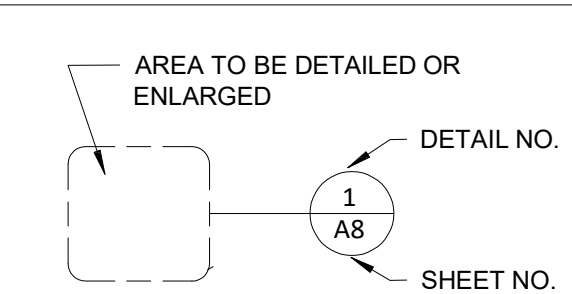 AREA TO BE DETAILED OR
ENLARGED
DETAIL NO.
1
A8
SHEET NO.